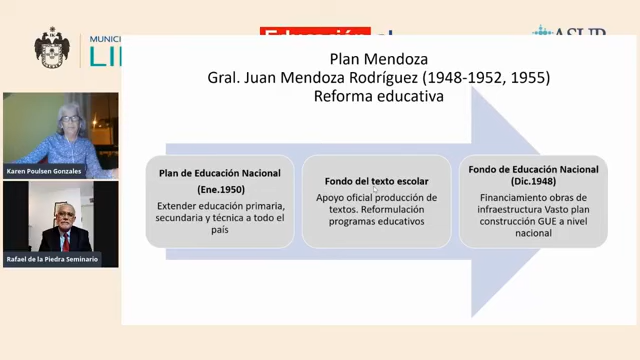 MUNICI
LI
Plan Mendoza
Gral. Juan Mendoza Rodríguez (1948-1952, 1955)
Reforma educativa
Plan de Educación Nacional
(Ene.1950)
Extender educación primaria,
secundaria y técnica a todo el
país
Fondo del texto escolar
Apoyo oficial producción de
textos. Reformulación
programas educativos
Fondo de Educación Nacional
(Dic.1948)
Financiamiento obras de
infraestructura Vasto plan
construcción GUE a nivel
nacional
Karen Poulsen Gonzales
Rafael de la Piedra Seminario